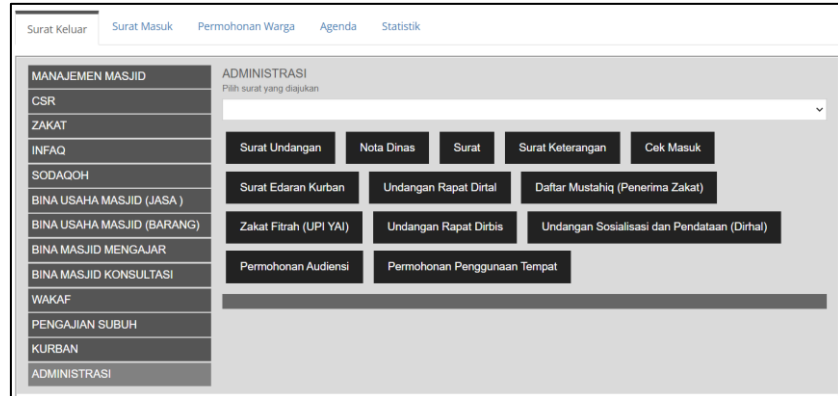 Surat Keluar Surat Masuk Permohonan Warga Agenda Statistik
MANAJEMEN MASJID
CSR
ZAKAT
INFAQ
SODAQOH
BINA USAHA MASJID (JASA )
BINA USAHA MASJID (BARANG)
BINA MASJID MENGAJAR
BINA MASJID KONSULTASI
WAKAF
PENGAJIAN SUBUH
KURBAN
ADMINISTRASI
ADMINISTRASI
Pilih surat yang diajukan
Surat Undangan Nota Dinas Surat Surat Keterangan Cek Masuk
Surat Edaran Kurban Undangan Rapat Dirtal Daftar Mustahiq (Penerima Zakat)
Zakat Fitrah (UPI YAI) Undangan Rapat Dirbis Undangan Sosialisasi dan Pendataan (Dirhal)
Permohonan Audiensi Permohonan Penggunaan Tempat